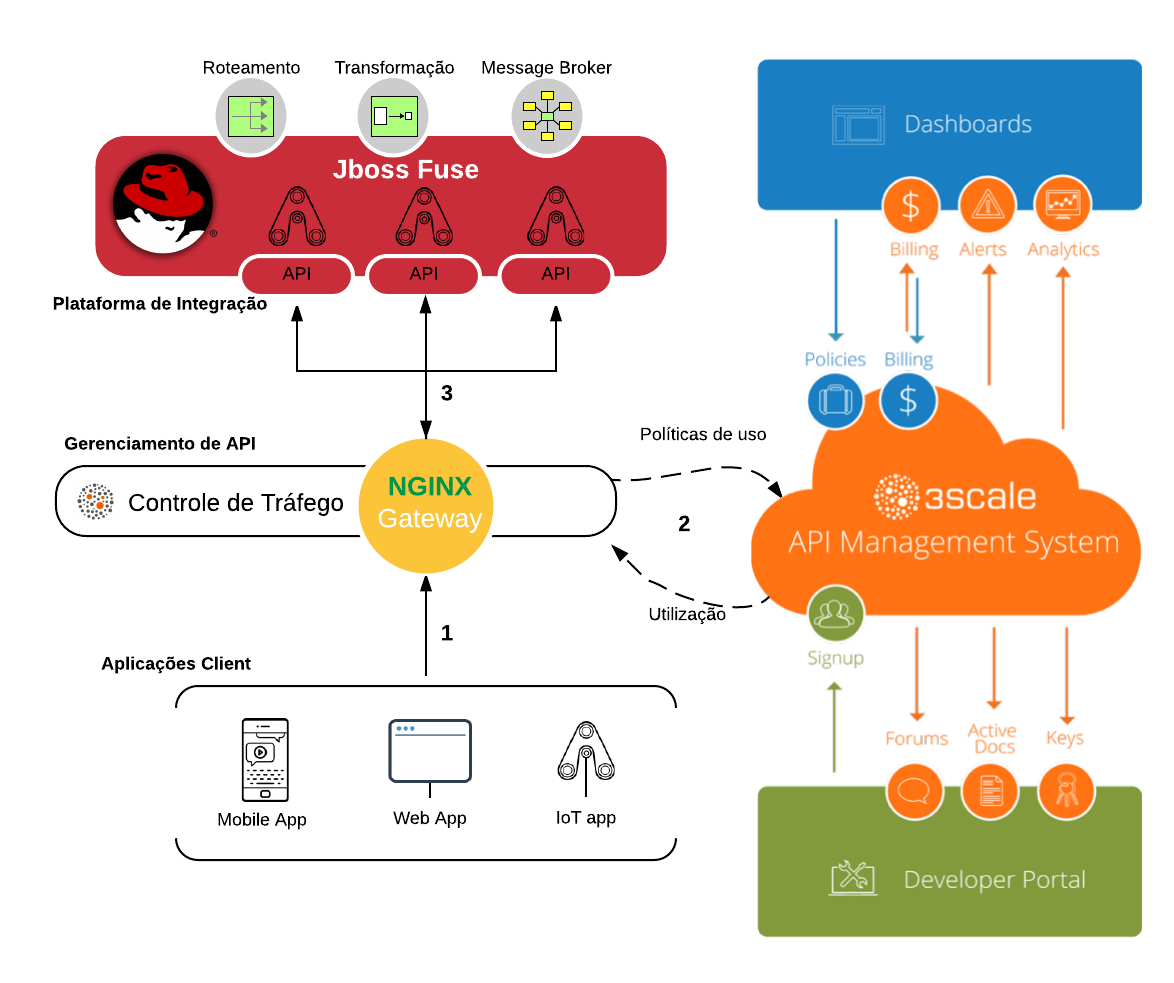 Roteamento
Transformação
Message Broker
Jboss Fuse
®
API
API
API
Plataforma de Integração
3
Gerenciamento de API
Controle de Tráfego
NGINX
Gateway
Políticas de uso
2
Utilização
1
Aplicações Client
Mobile App
Web App
IoT app
Dashboards
$
Billing
Alerts
Analytics
Policies
Billing
$
3scale
API Management System
Signup
Forums
Active
Docs
Keys
Developer Portal